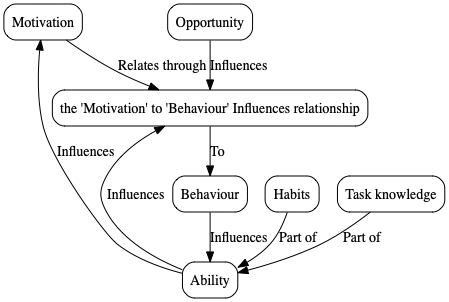 Motivation
Opportunity
Relates through
Influences
the 'Motivation' to 'Behaviour' Influences relationship
Influences
Influences
To
Behaviour
Habits
Task knowledge
Influences
Part of
Part of
Ability